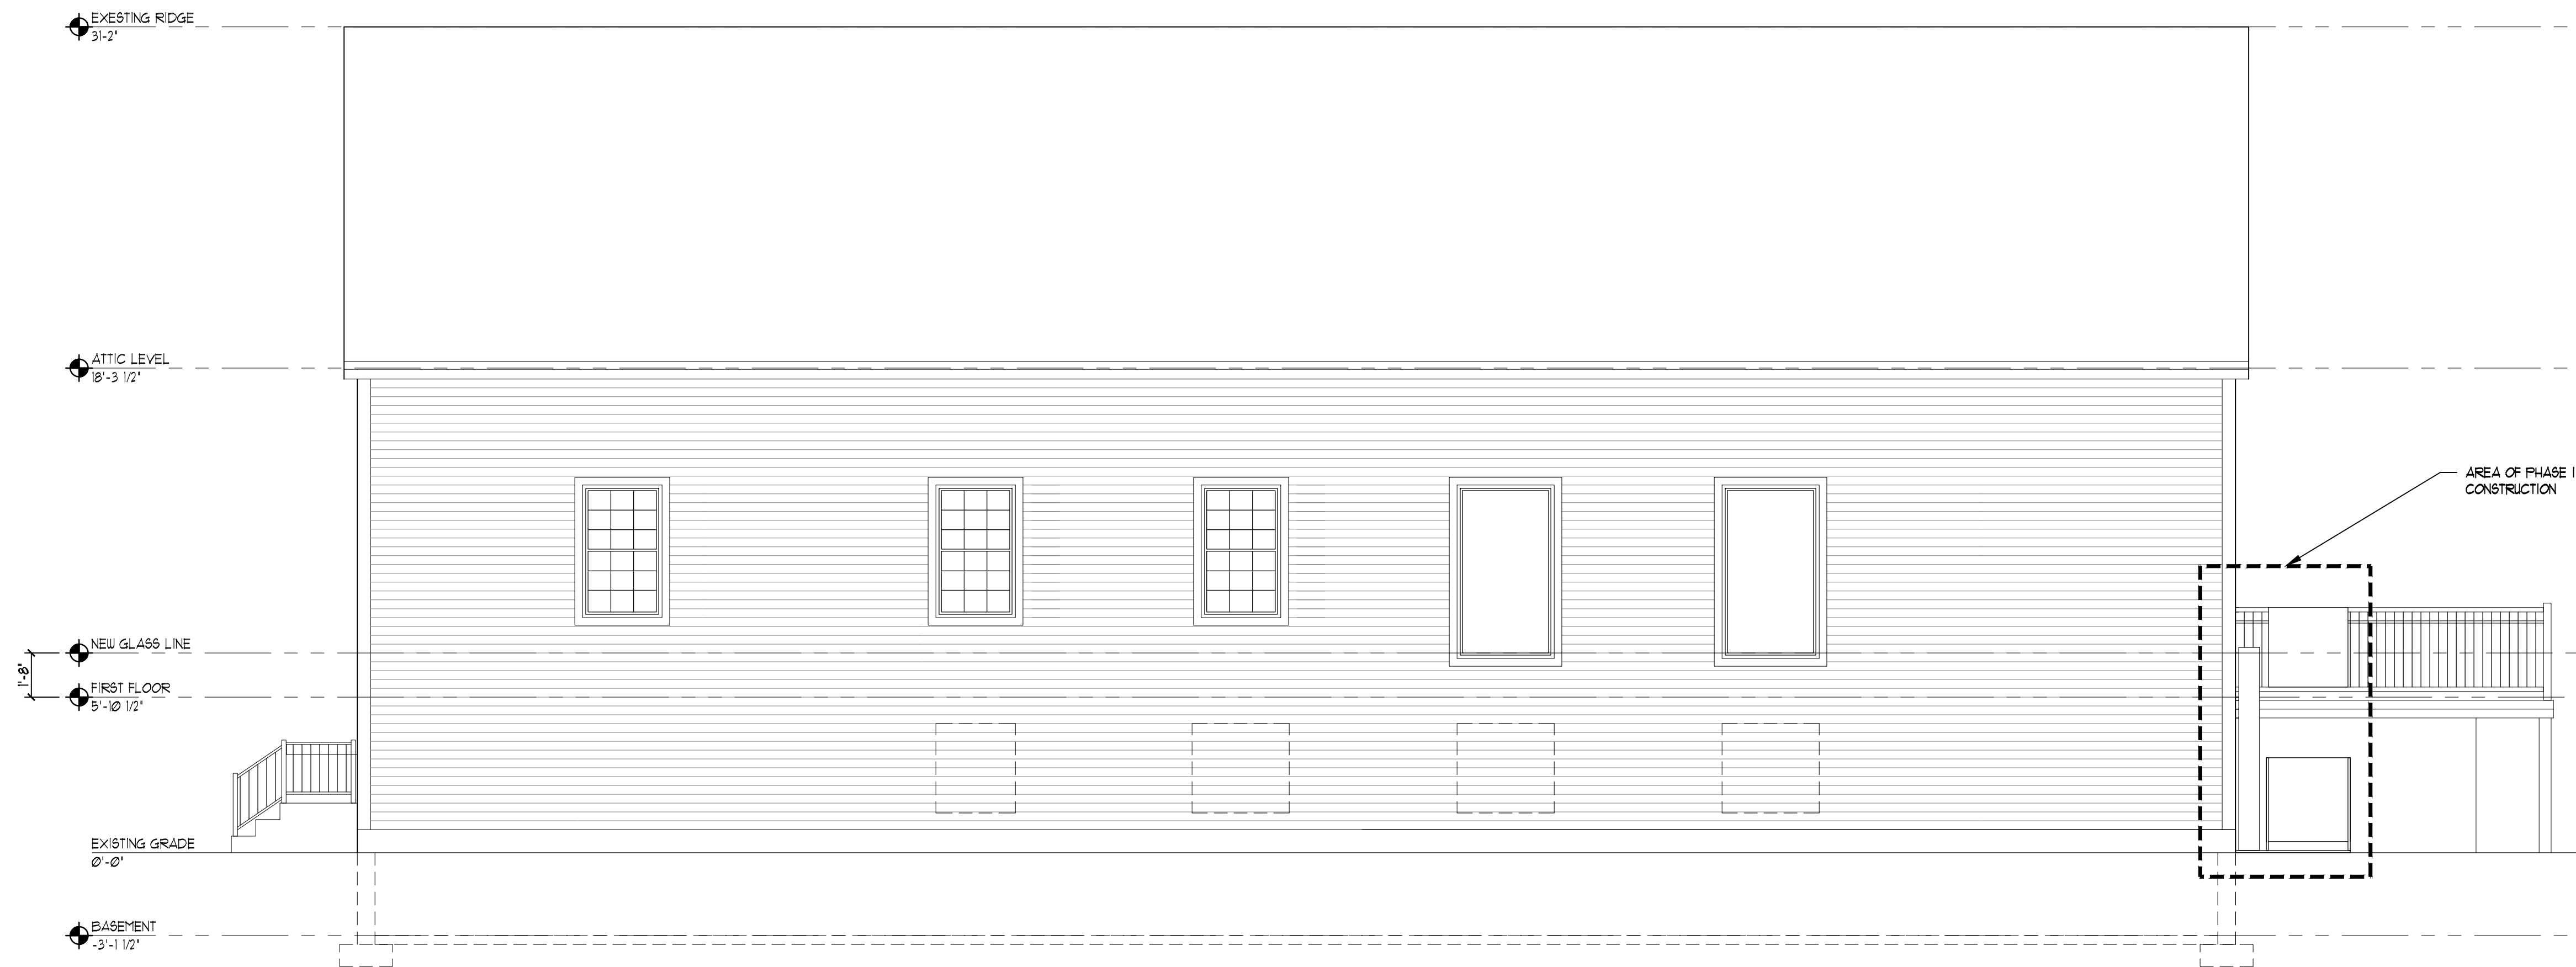 EXESTING RIDGE
31-2"
ATTIC LEVEL
18'-3 1/2"
AREA OF PHASE I
CONSTRUCTION
NEW GLASS LINE
1'-8"
FIRST FLOOR
5'-10 1/2"
EXISTING GRADE
0'-0"
BASEMENT
-3'-1 1/2"